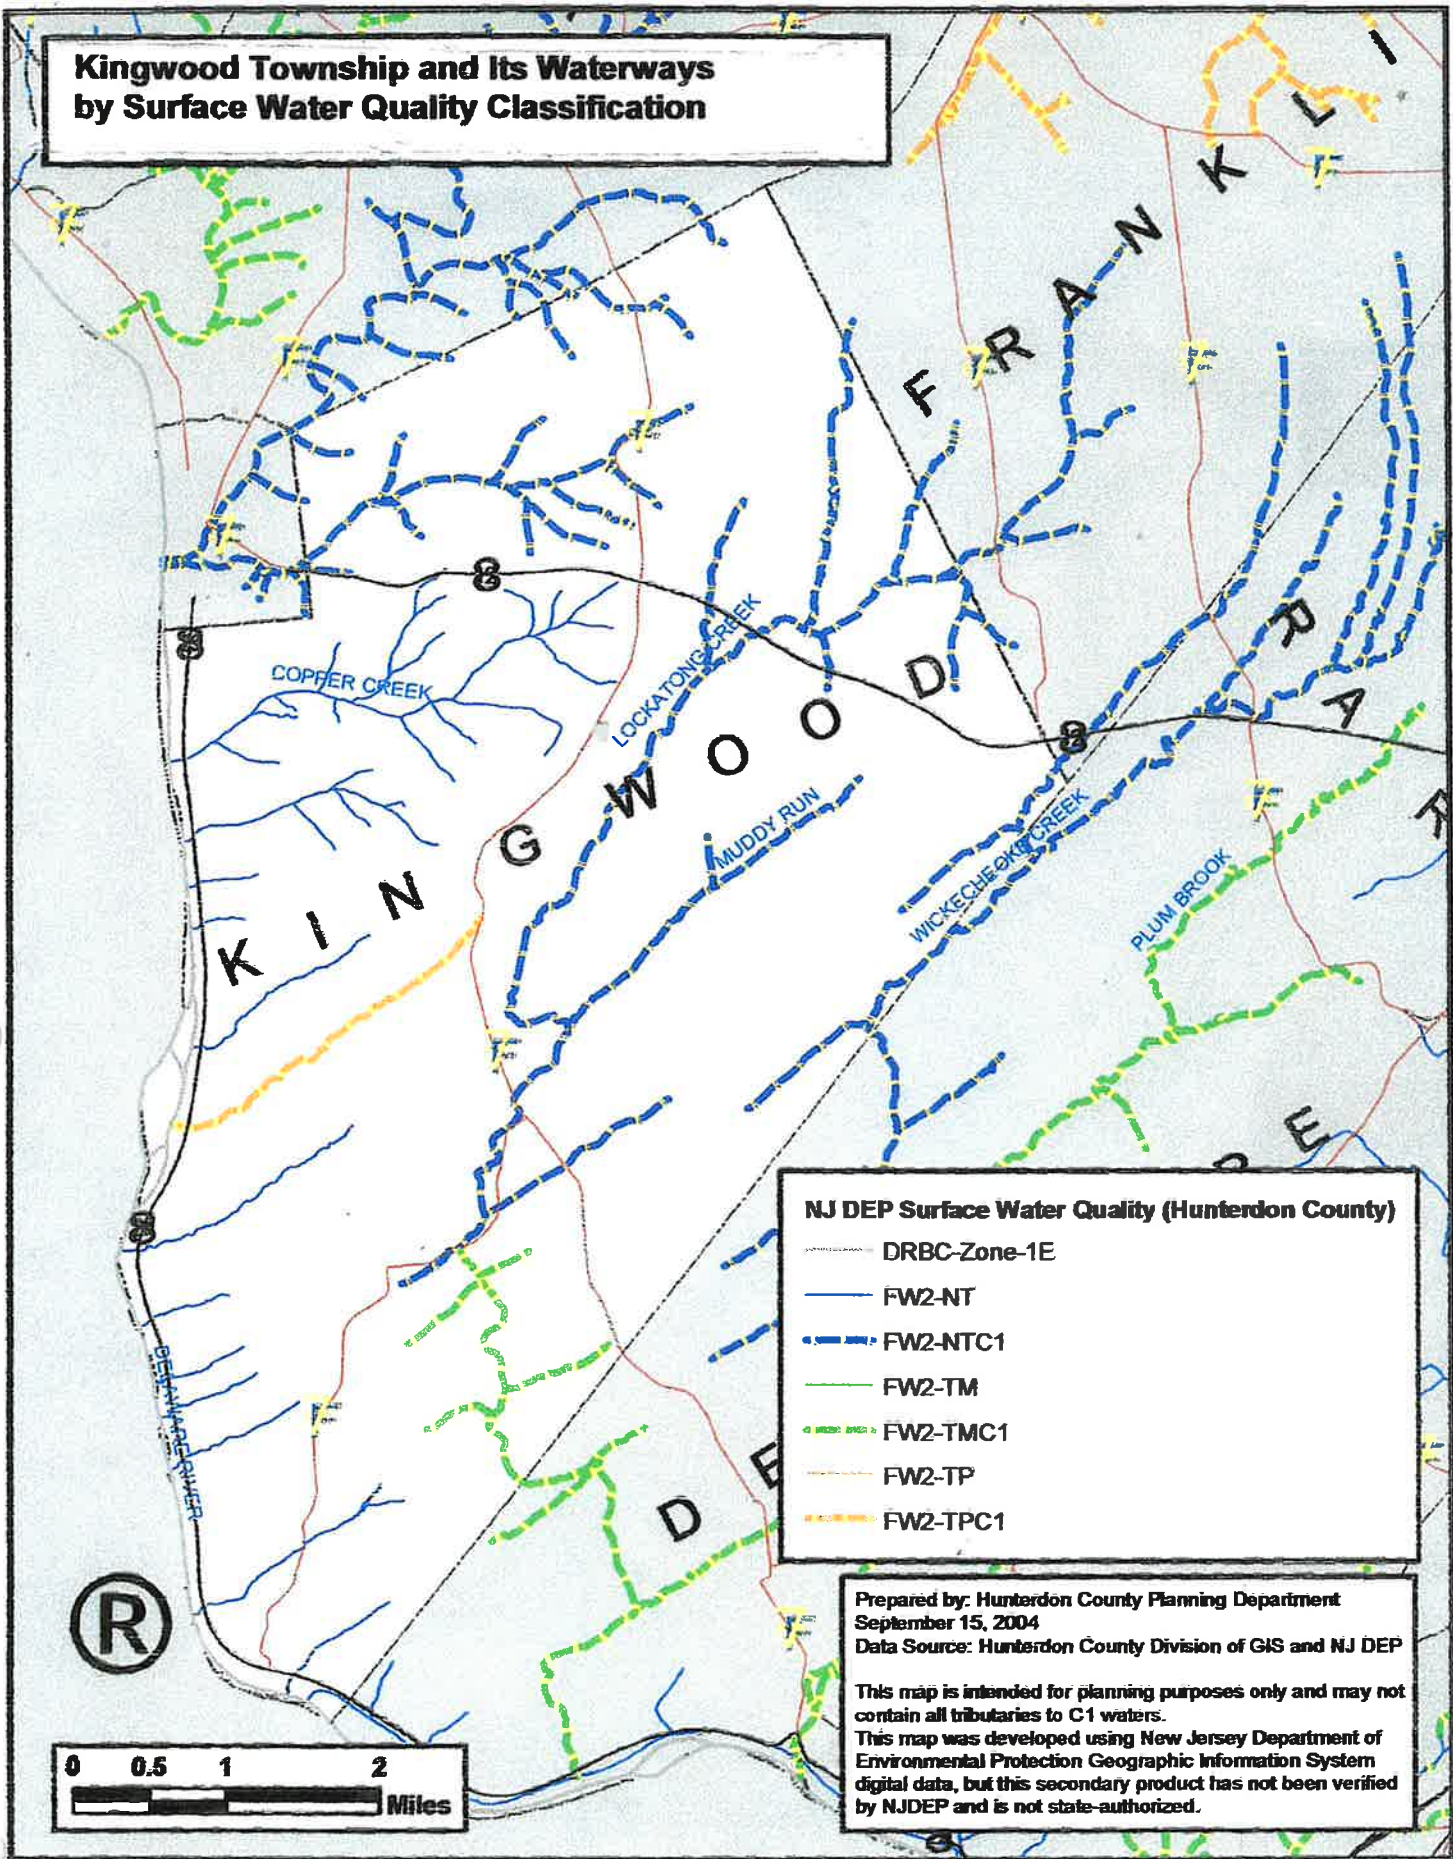 Kingwood Township and Its Waterways
by Surface Water Quality Classification
FRANKLI
COPPER CREEK
LOCKATONG CREEK
KINGWOOD
MUDDY RUN
WICKECHEOKE CREEK
PLUM BROOK
RAR
DELAWARE RIVER
DE
E
NJ DEP Surface Water Quality (Hunterdon County)
DRBC-Zone-1E
FW2-NT
FW2-NTC1
FW2-TM
FW2-TMC1
FW2-TP
FW2-TPC1
R
Prepared by: Hunterdon County Planning Department
September 15, 2004
Data Source: Hunterdon County Division of GIS and NJ DEP
This map is intended for planning purposes only and may not
contain all tributaries to C1 waters.
This map was developed using New Jersey Department of
Environmental Protection Geographic Information System
digital data, but this secondary product has not been verified
by NJDEP and is not state-authorized.
0 0.5 1 2
Miles